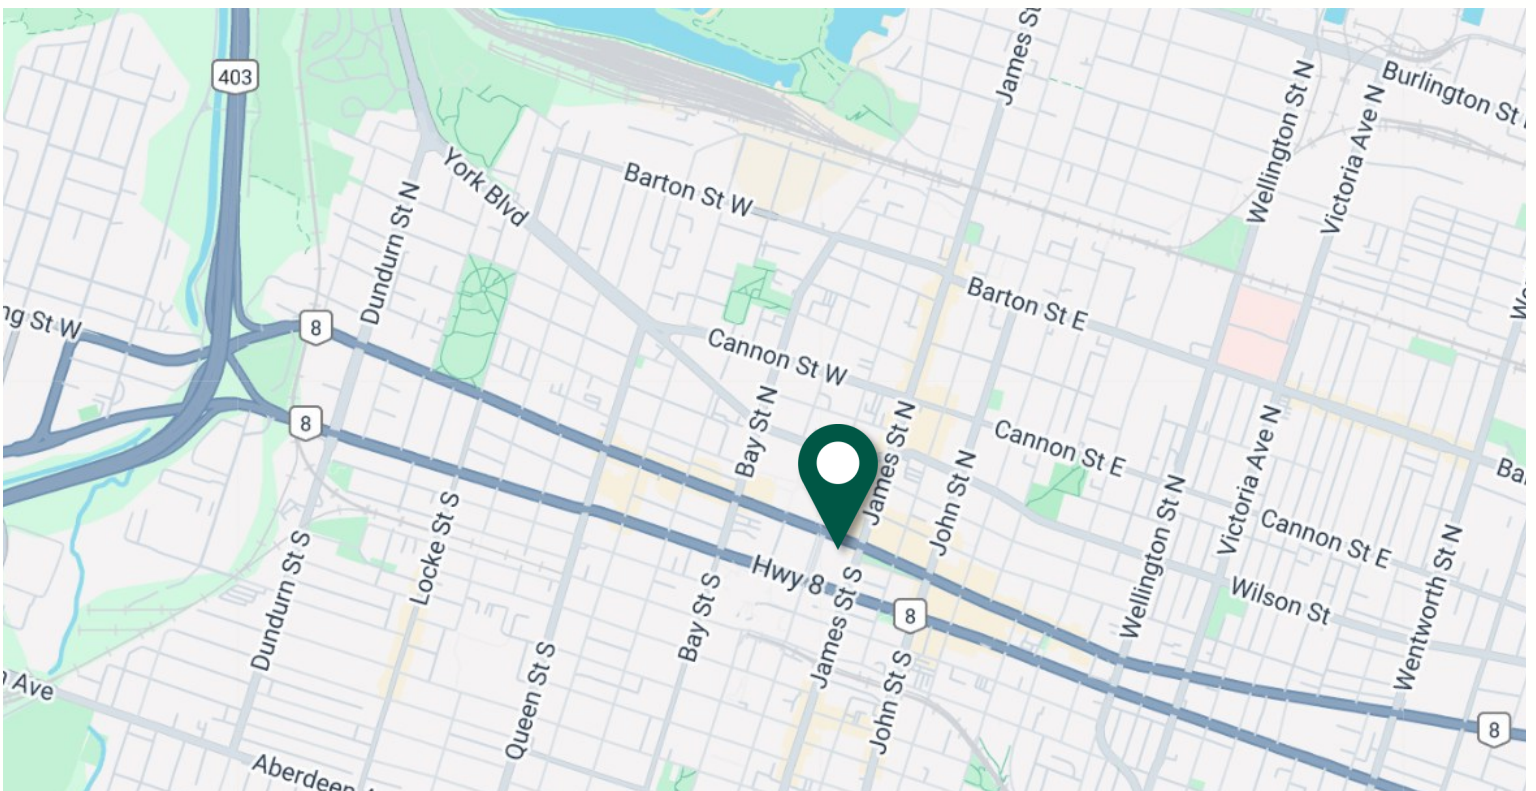 James St
403
Burlington St
Wellington St N
Victoria Ave N
York Blvd
Barton St W
Dundurn St N
Barton St E
ng St W
8
Cannon St W
8
Bay St N
James St N
Cannon St E
John St N
Victoria Ave N
Wellington St N
Cannon St E
Locke St S
Dundurn St S
Hwy 8
8
Wilson St
Wentworth St N
Bay St S
James St S
John St S
Queen St S
Ave
8
Aberdeen